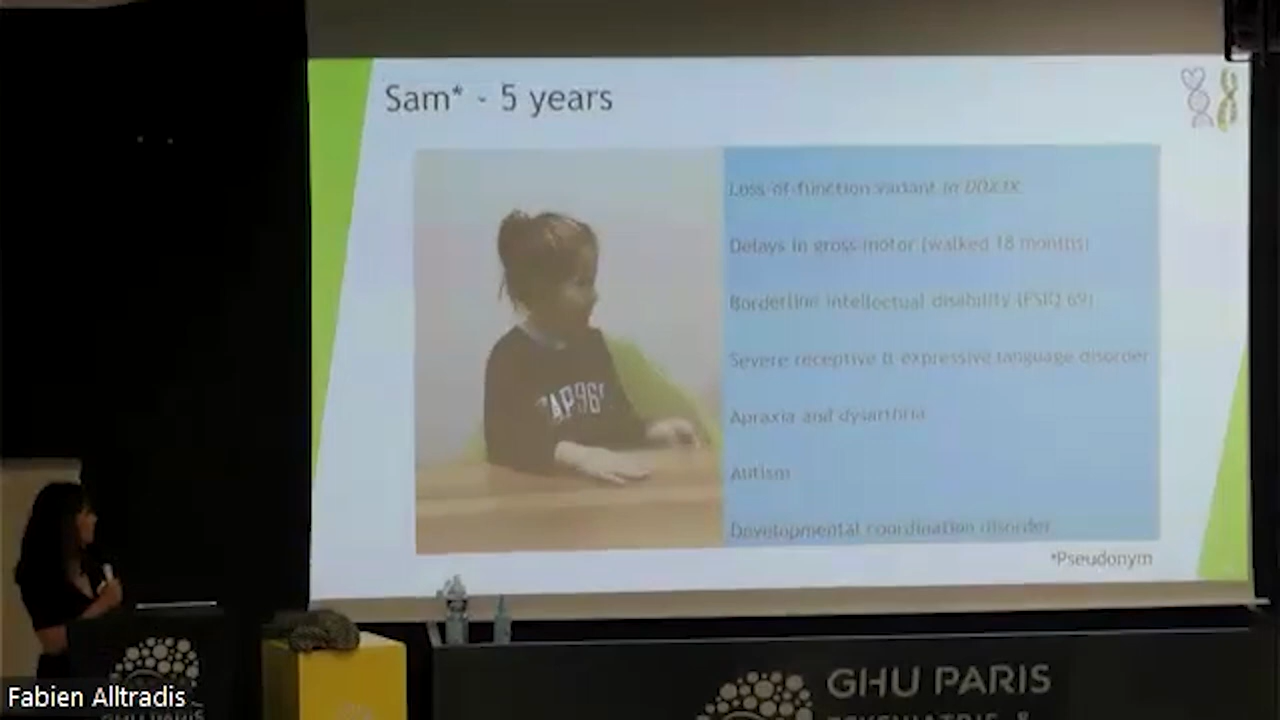 Sam* - 5 years
Loss-of-function variant in DDX3X
Delays in gross motor (walked 18 months)
Borderline intellectual disability (FSIQ 69)
Severe receptive & expressive language disorder
Apraxia and dysarthria
Autism
Developmental coordination disorder
*Pseudonym
GHU PARIS
Fabien Alltradis
GHU PARIS